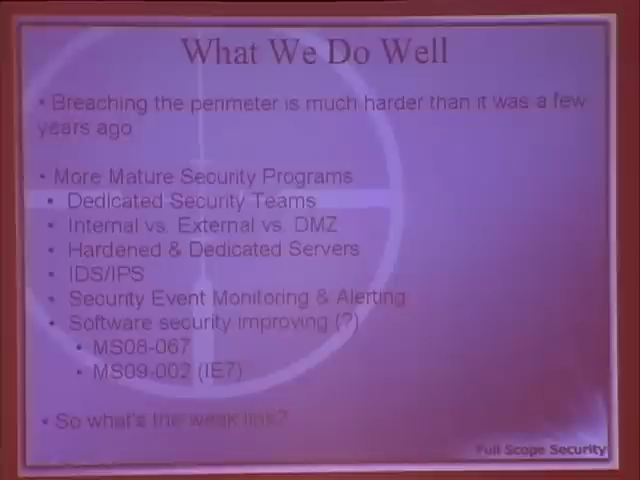 What We Do Well
• Breaching the perimeter is much harder than it was a few
years ago
• More Mature Security Programs
• Dedicated Security Teams
• Internal vs. External vs. DMZ
• Hardened & Dedicated Servers
• IDS/IPS
• Security Event Monitoring & Alerting
• Software security improving (?)
• MS08-067
• MS09-002 (IE7)
• So what's the weak link?
Full Scope Security